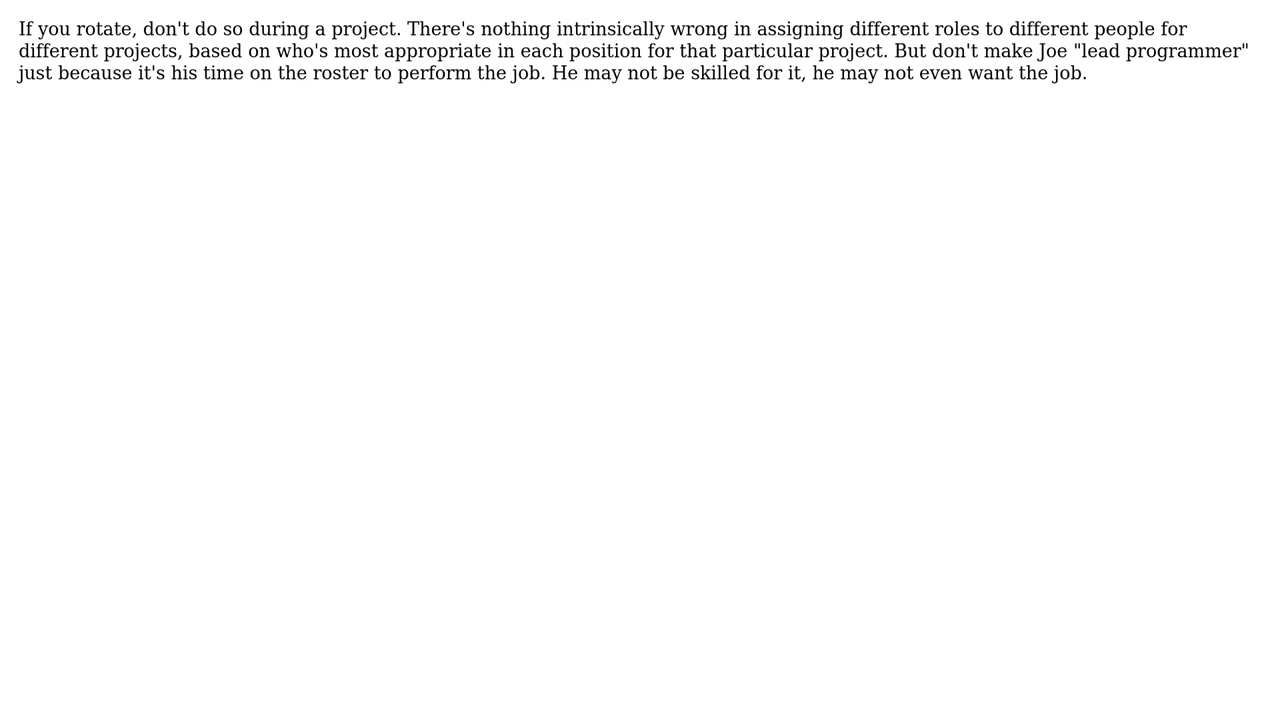 If you rotate, don't do so during a project. There's nothing intrinsically wrong in assigning different roles to different people for
different projects, based on who's most appropriate in each position for that particular project. But don't make Joe "lead programmer"
just because it's his time on the roster to perform the job. He may not be skilled for it, he may not even want the job.